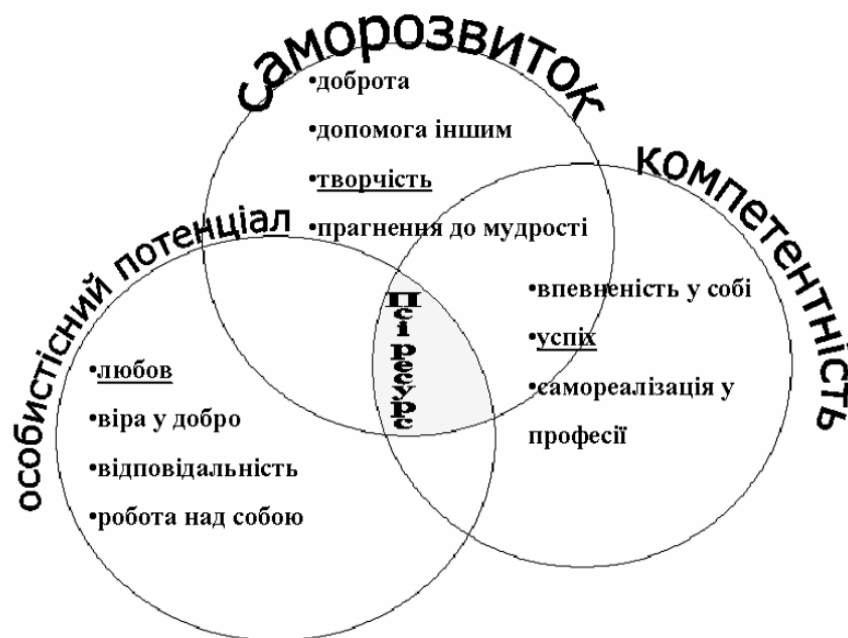 саморозвиток
•доброта
•допомога іншим
•творчість
•прагнення до мудрості
компетентність
•впевненість у собі
•успіх
•самореалізація у
професії
особистісний потенціал
•любов
•віра у добро
•відповідальність
•робота над собою
Псі ресурс